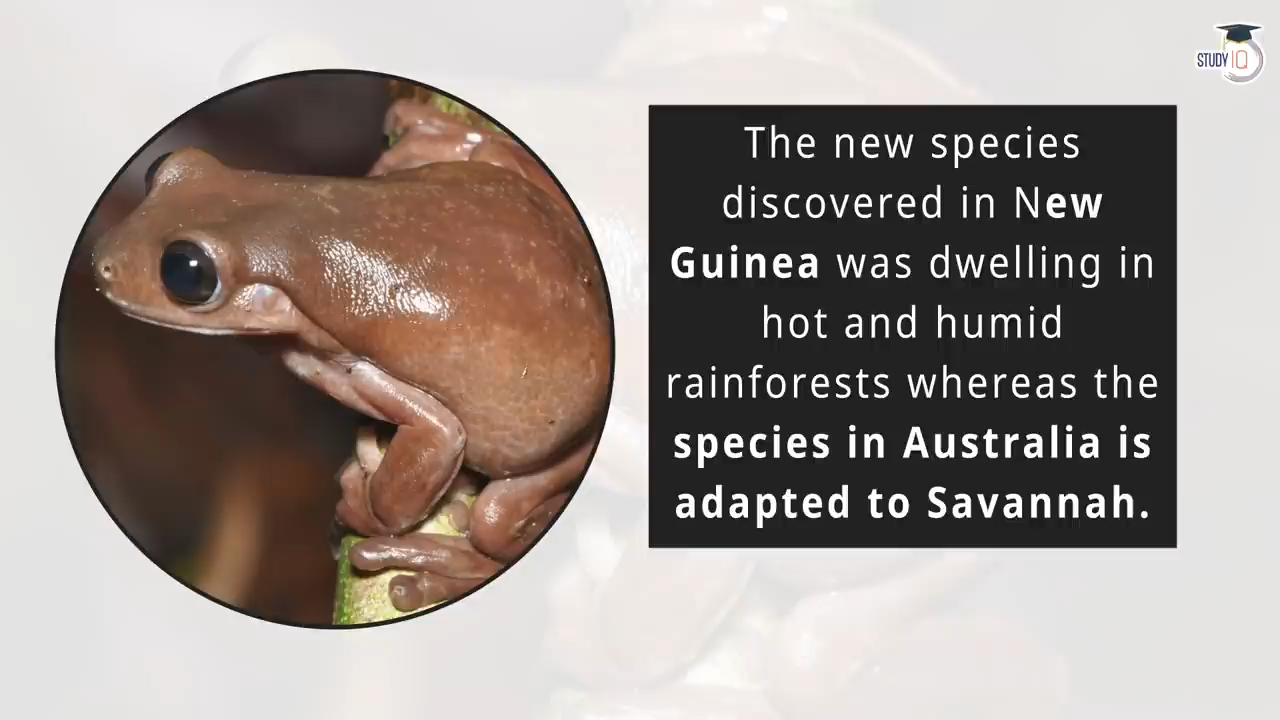 STUDY IQ
The new species
discovered in New
Guinea was dwelling in
hot and humid
rainforests whereas the
species in Australia is
adapted to Savannah.